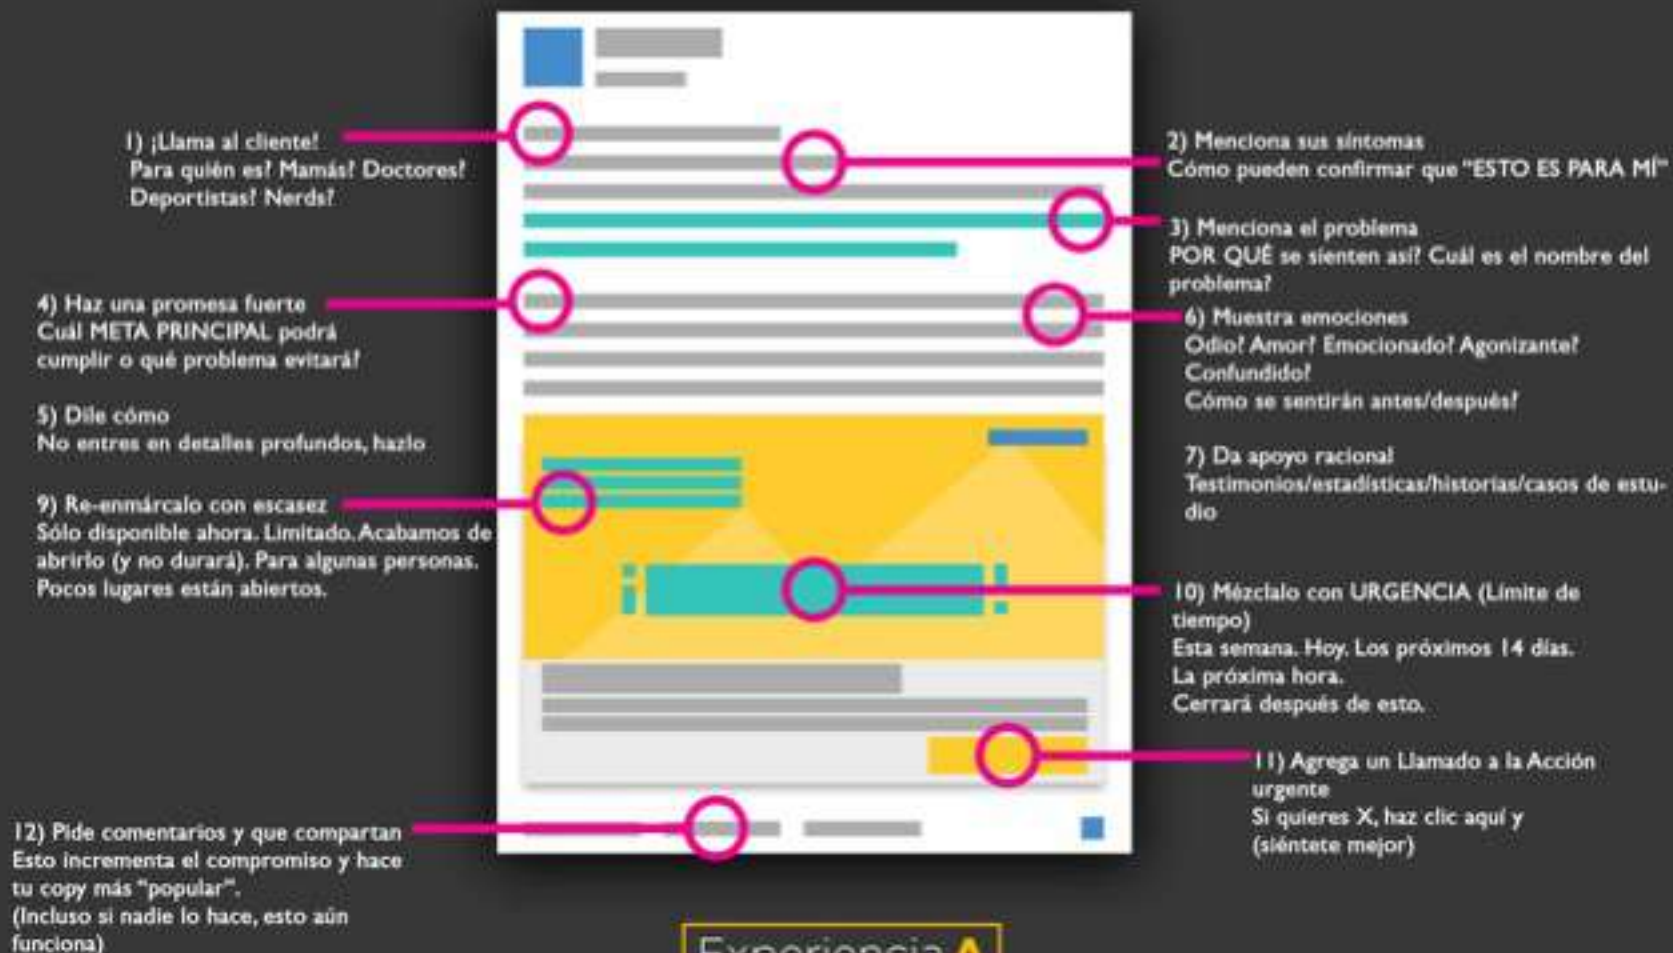 1) ¡Llama al cliente!
Para quién es? Mamás? Doctores?
Deportistas? Nerds?
2) Menciona sus síntomas
Cómo pueden confirmar que "ESTO ES PARA MÍ"
3) Menciona el problema
POR QUÉ se sienten así? Cuál es el nombre del
problema?
4) Haz una promesa fuerte
Cuál META PRINCIPAL podrá
cumplir o qué problema evitará?
5) Dile cómo
No entres en detalles profundos, hazlo
6) Muestra emociones
Odio? Amor? Emocionado? Agonizante?
Confundido?
Cómo se sentirán antes/después?
7) Da apoyo racional
Testimonios/estadísticas/historias/casos de estu-
dio
9) Re-enmárcalo con escasez
Sólo disponible ahora. Limitado. Acabamos de
abrirlo (y no durará). Para algunas personas.
Pocos lugares están abiertos.
10) Mézclalo con URGENCIA (Límite de
tiempo)
Esta semana. Hoy. Los próximos 14 días.
La próxima hora.
Cerrará después de esto.
11) Agrega un Llamado a la Acción
urgente
Si quieres X, haz clic aquí y
(siéntete mejor)
12) Pide comentarios y que compartan
Esto incrementa el compromiso y hace
tu copy más "popular".
(Incluso si nadie lo hace, esto aún
funciona)
Experiencia A